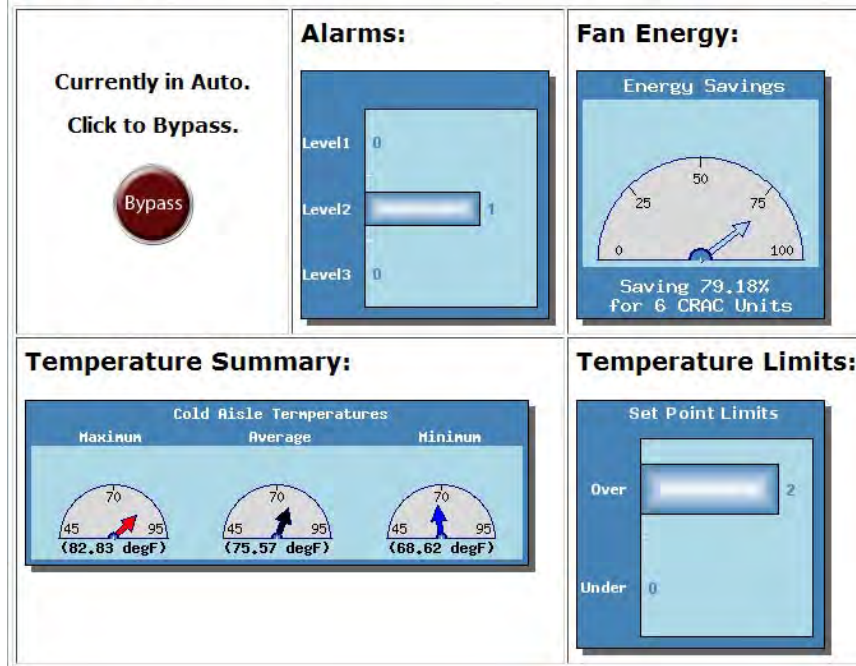 Currently in Auto.
Click to Bypass.
Bypass
Alarms:
Level1 0
Level2 1
Level3 0
Fan Energy:
Energy Savings
0 25 50 75 100
Saving 79.18%
for 6 CRAC Units
Temperature Summary:
Cold Aisle Termperatures
Maximum Average Minimum
70 70 70
45 95 45 95 45 95
(82.83 degF) (75.57 degF) (68.62 degF)
Temperature Limits:
Set Point Limits
Over 2
Under 0